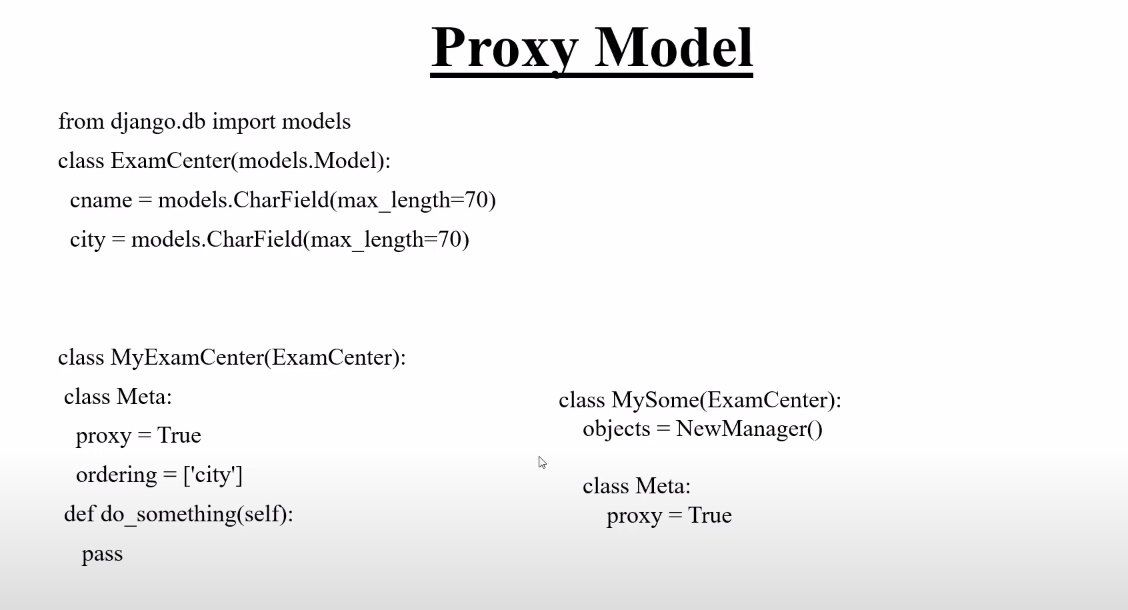 Proxy Model
from django.db import models
class ExamCenter(models.Model):
cname = models.CharField(max_length=70)
city = models.CharField(max_length=70)
class MyExamCenter(ExamCenter):
class Meta:
proxy = True
ordering = ['city']
def do_something(self):
pass
class MySome(ExamCenter):
objects = NewManager()
class Meta:
proxy = True